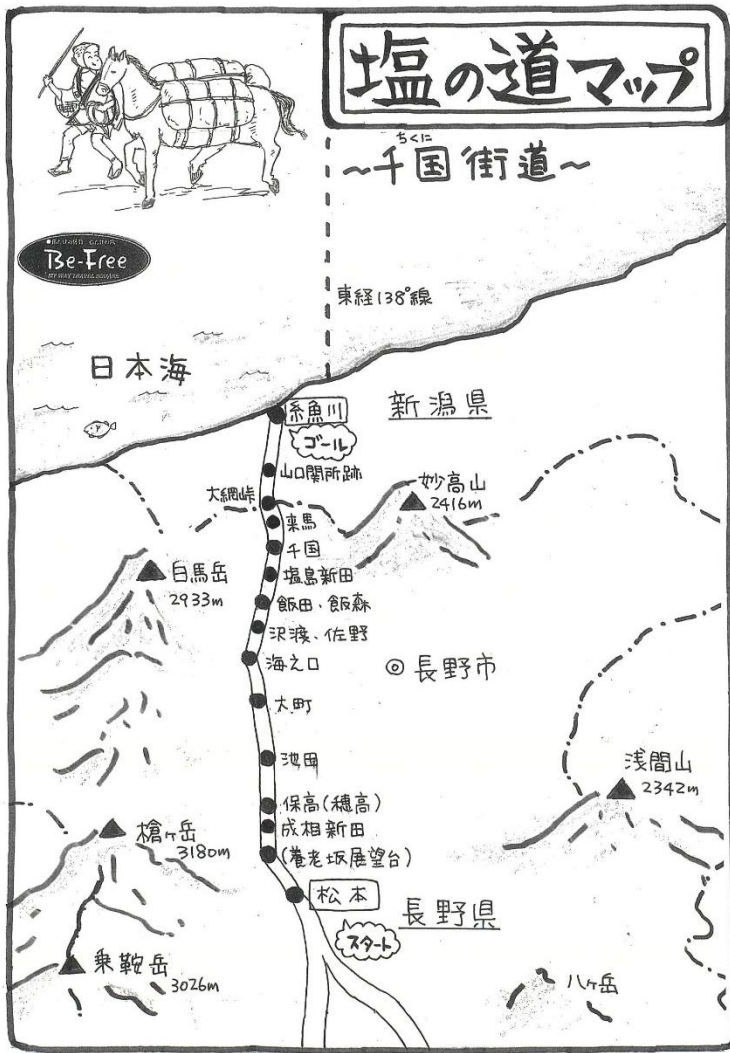 塩の道マップ
ちくに
～千国街道～
Be-Free
東経138°線
日本海
糸魚川
新潟県
ゴール
山口関所跡
大網峠
妙高山
2416m
来馬
千国
白馬岳
2933m
塩島新田
飯田、飯森
沢渡、佐野
海之口
◎長野市
大町
池田
浅間山
2342m
保高(穂高)
成相新田
槍ヶ岳
3180m
(養老坂展望台)
松本
長野県
スタート
乗鞍岳
3026m
八ヶ岳